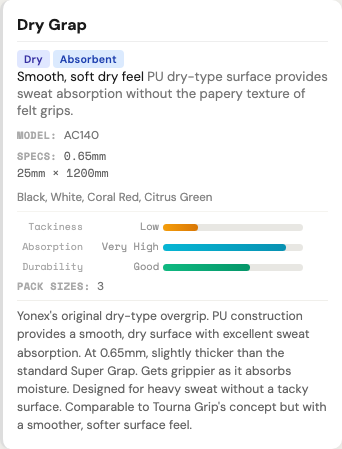 Dry Grap
Dry Absorbent
Smooth, soft dry feel PU dry-type surface provides
sweat absorption without the papery texture of
felt grips.
MODEL: AC140
SPECS: 0.65mm
25mm × 1200mm
Black, White, Coral Red, Citrus Green
Tackiness Low
Absorption Very High
Durability Good
PACK SIZES: 3
Yonex's original dry-type overgrip. PU construction
provides a smooth, dry surface with excellent sweat
absorption. At 0.65mm, slightly thicker than the
standard Super Grap. Gets grippier as it absorbs
moisture. Designed for heavy sweat without a tacky
surface. Comparable to Tourna Grip's concept but with
a smoother, softer surface feel.